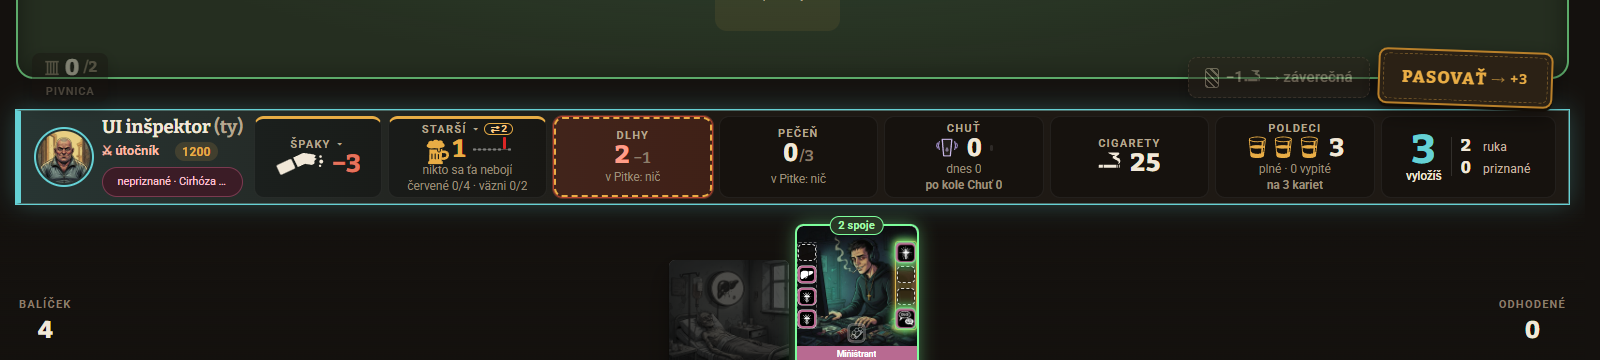 0 /2
PIVNICA
−1 → záverečná
PASOVAŤ → +3
UI inšpektor (ty)
útočník 1200
nepriznané · Cirhóza ...
ŠPAKY
−3
STARŠÍ ⇄2
1
nikto sa ťa nebojí
červené 0/4 · väzni 0/2
DLHY
2 −1
v Pitke: nič
PEČEŇ
0/3
v Pitke: nič
CHUŤ
0
dnes 0
po kole Chuť 0
CIGARETY
25
POLDECI
3
plné · 0 vypité
na 3 kariet
3
vyložíš
2 ruka
0 priznané
2 spoje
Miništrant
BALÍČEK
4
ODHODENÉ
0